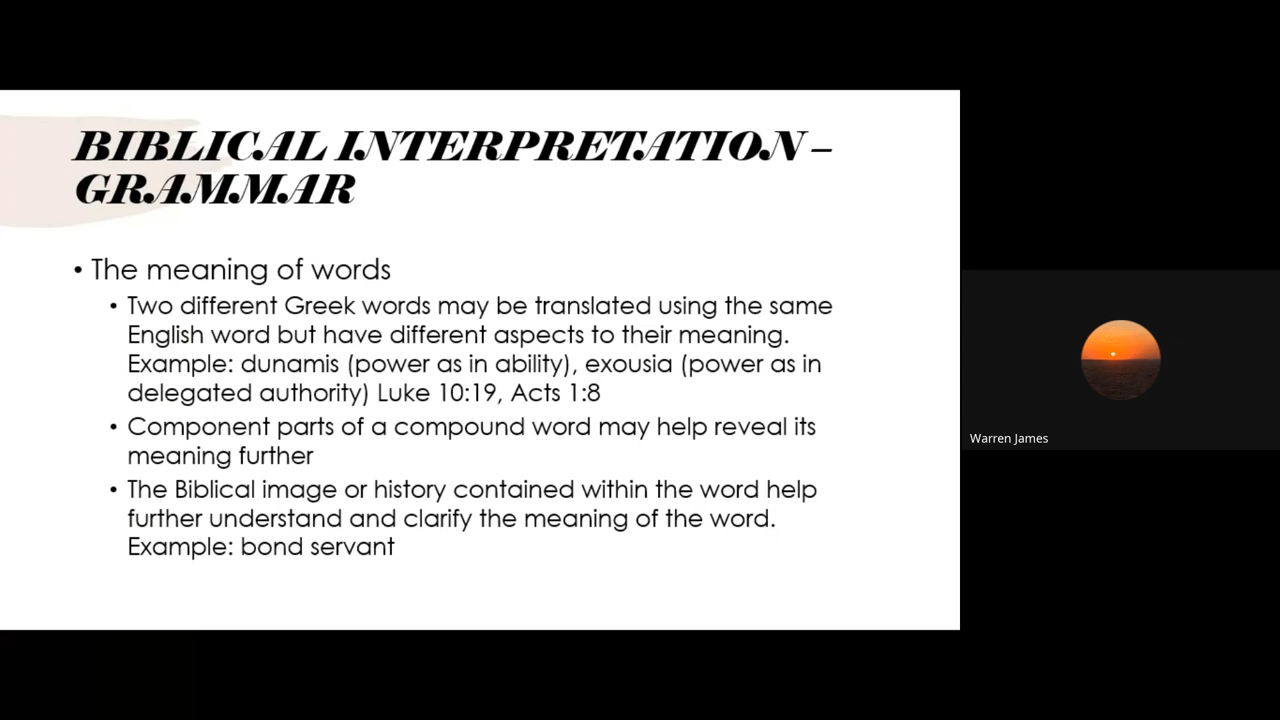 BIBLICAL INTERPRETATION –
GRAMMAR
• The meaning of words
• Two different Greek words may be translated using the same
English word but have different aspects to their meaning.
Example: dunamis (power as in ability), exousia (power as in
delegated authority) Luke 10:19, Acts 1:8
• Component parts of a compound word may help reveal its
meaning further
• The Biblical image or history contained within the word help
further understand and clarify the meaning of the word.
Example: bond servant
Warren James